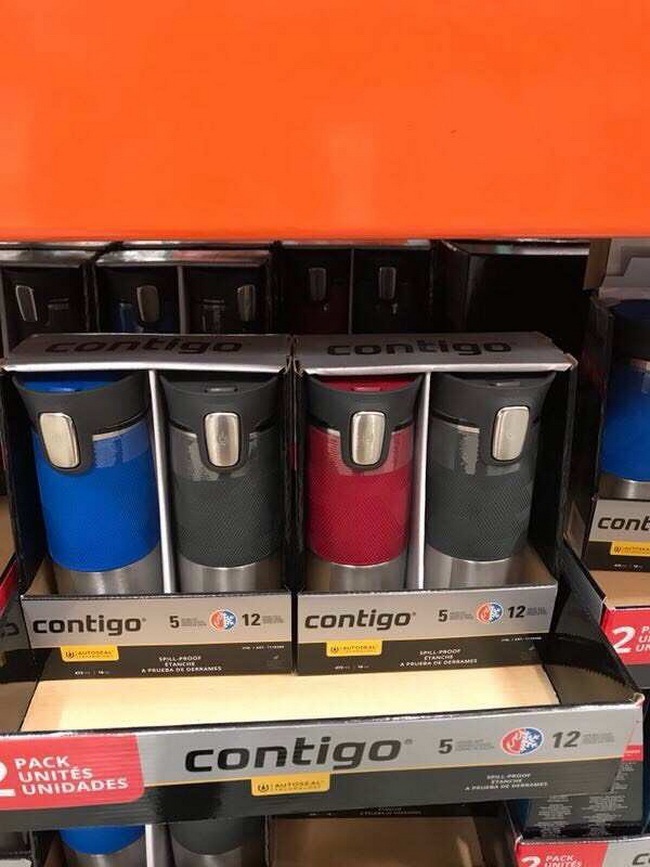 contigo
contigo
contigo®
5
12
AUTOSEAL
SPILL-PROOF
ÉTANCHE
A PRUEBA DE DERRAMES
contigo®
5
12
AUTOSEAL
SPILL-PROOF
ÉTANCHE
A PRUEBA DE DERRAMES
cont
2
2
PACK
UNITÉS
UNIDADES
contigo®
5
12
AUTOSEAL
SPILL-PROOF
ÉTANCHE
A PRUEBA DE DERRAMES
2
PACK
UNITÉS